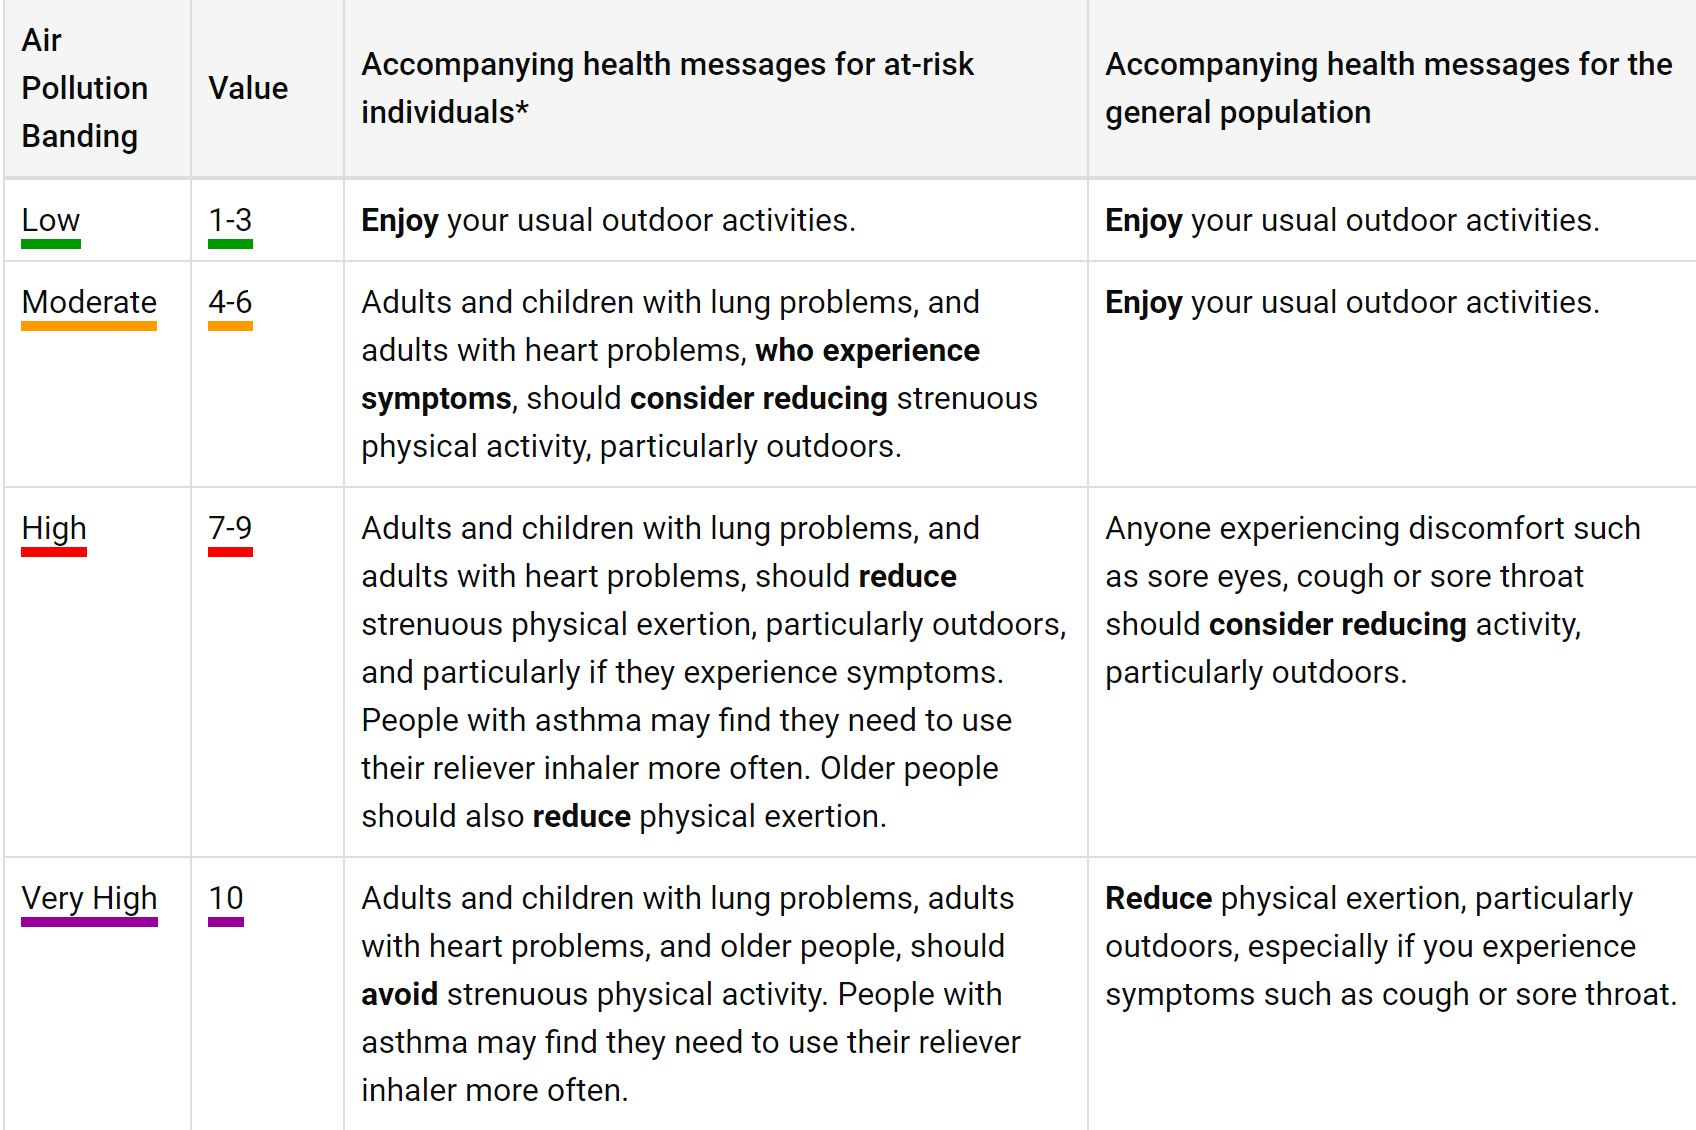 Air
Pollution
Banding
Value
Accompanying health messages for at-risk
individuals*
Accompanying health messages for the
general population
Low
1-3
Enjoy your usual outdoor activities.
Enjoy your usual outdoor activities.
Moderate
4-6
Adults and children with lung problems, and
adults with heart problems, who experience
symptoms, should consider reducing strenuous
physical activity, particularly outdoors.
Enjoy your usual outdoor activities.
High
7-9
Adults and children with lung problems, and
adults with heart problems, should reduce
strenuous physical exertion, particularly outdoors,
and particularly if they experience symptoms.
People with asthma may find they need to use
their reliever inhaler more often. Older people
should also reduce physical exertion.
Anyone experiencing discomfort such
as sore eyes, cough or sore throat
should consider reducing activity,
particularly outdoors.
Very High
10
Adults and children with lung problems, adults
with heart problems, and older people, should
avoid strenuous physical activity. People with
asthma may find they need to use their reliever
inhaler more often.
Reduce physical exertion, particularly
outdoors, especially if you experience
symptoms such as cough or sore throat.